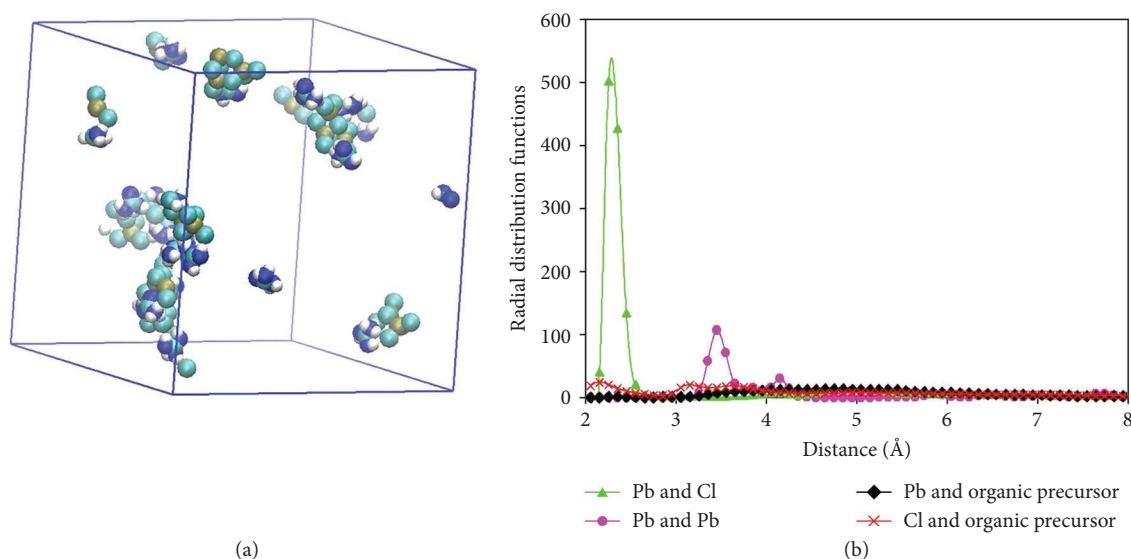 600
500
400
300
200
100
0
Radial distribution functions
2 3 4 5 6 7 8
Distance (Å)
Pb and Cl
Pb and organic precursor
Pb and Pb
Cl and organic precursor
(a)
(b)